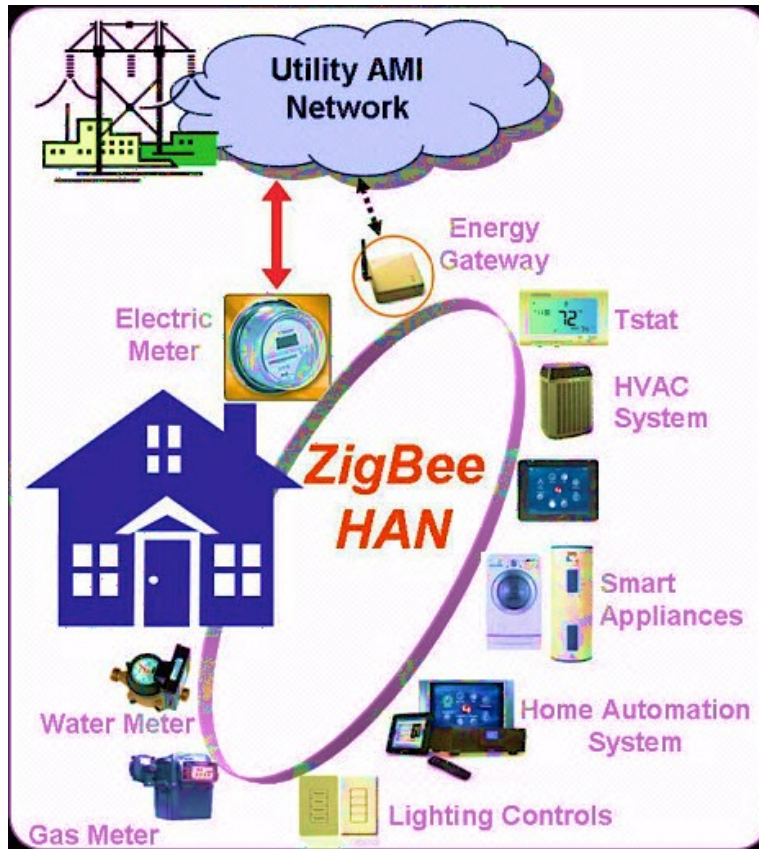 Utility AMI
Network
Energy
Gateway
Electric
Meter
Tstat
72
HVAC
System
ZigBee
HAN
Smart
Appliances
Water Meter
Home Automation
System
Gas Meter
Lighting Controls